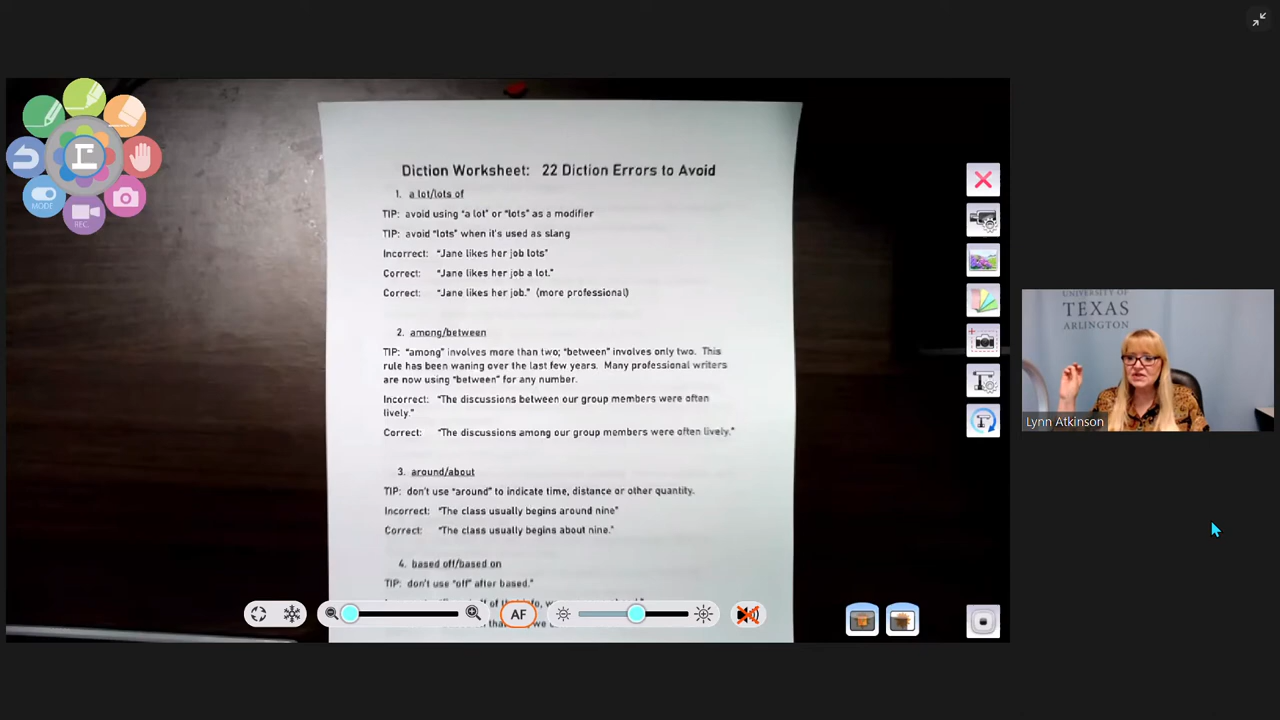 Diction Worksheet: 22 Diction Errors to Avoid
1. a lot/lots of
TIP: avoid using "a lot" or "lots" as a modifier
TIP: avoid "lots" when it's used as slang
Incorrect: "Jane likes her job lots"
Correct: "Jane likes her job a lot."
Correct: "Jane likes her job." (more professional)
2. among/between
TIP: "among" involves more than two; "between" involves only two. This
rule has been waning over the last few years. Many professional writers
are now using "between" for any number.
Incorrect: "The discussions between our group members were often
lively."
Correct: "The discussions among our group members were often lively."
3. around/about
TIP: don't use "around" to indicate time, distance or other quantity.
Incorrect: "The class usually begins around nine"
Correct: "The class usually begins about nine."
4. based off/based on
TIP: don't use "off" after based."
MODE
REC.
AF
UNIVERSITY OF
TEXAS
ARLINGTON
Lynn Atkinson